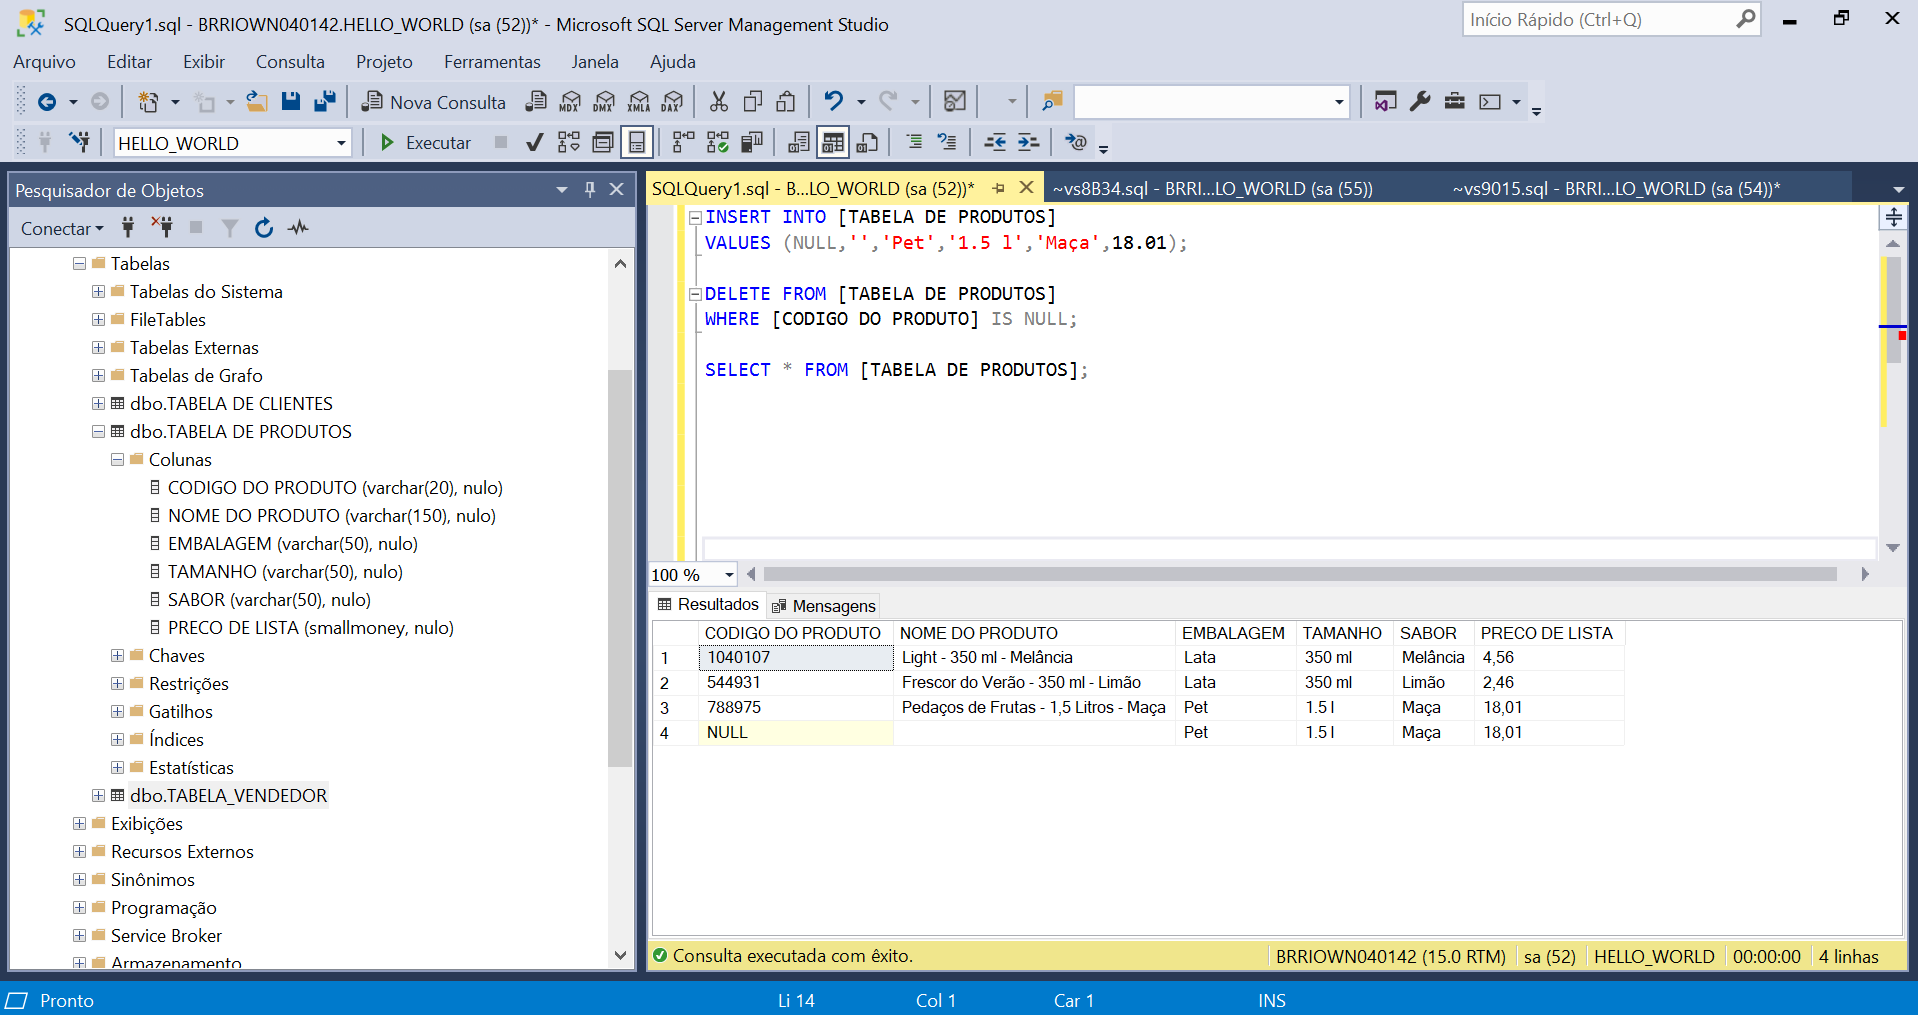 SQLQuery1.sql - BRRIOWN040142.HELLO_WORLD (sa (52))* - Microsoft SQL Server Management Studio
Início Rápido (Ctrl+Q)
Arquivo Editar Exibir Consulta Projeto Ferramentas Janela Ajuda
Nova Consulta MDX DMX XMLA DAX
HELLO_WORLD Executar
Pesquisador de Objetos
Conectar
Tabelas
Tabelas do Sistema
FileTables
Tabelas Externas
Tabelas de Grafo
dbo.TABELA DE CLIENTES
dbo.TABELA DE PRODUTOS
Colunas
CODIGO DO PRODUTO (varchar(20), nulo)
NOME DO PRODUTO (varchar(150), nulo)
EMBALAGEM (varchar(50), nulo)
TAMANHO (varchar(50), nulo)
SABOR (varchar(50), nulo)
PRECO DE LISTA (smallmoney, nulo)
Chaves
Restrições
Gatilhos
Índices
Estatísticas
dbo.TABELA_VENDEDOR
Exibições
Recursos Externos
Sinônimos
Programação
Service Broker
Armazenamento
SQLQuery1.sql - B...LO_WORLD (sa (52))* ~vs8B34.sql - BRRI...LO_WORLD (sa (55)) ~vs9015.sql - BRRI...LO_WORLD (sa (54))*
INSERT INTO [TABELA DE PRODUTOS]
VALUES (NULL,'','Pet','1.5 l','Maça',18.01);
DELETE FROM [TABELA DE PRODUTOS]
WHERE [CODIGO DO PRODUTO] IS NULL;
SELECT * FROM [TABELA DE PRODUTOS];
100 %
Resultados Mensagens
CODIGO DO PRODUTO NOME DO PRODUTO EMBALAGEM TAMANHO SABOR PRECO DE LISTA
1 1040107 Light - 350 ml - Melância Lata 350 ml Melância 4,56
2 544931 Frescor do Verão - 350 ml - Limão Lata 350 ml Limão 2,46
3 788975 Pedaços de Frutas - 1,5 Litros - Maça Pet 1.5 l Maça 18,01
4 NULL Pet 1.5 l Maça 18,01
Consulta executada com êxito. BRRIOWN040142 (15.0 RTM) sa (52) HELLO_WORLD 00:00:00 4 linhas
Pronto Li 14 Col 1 Car 1 INS